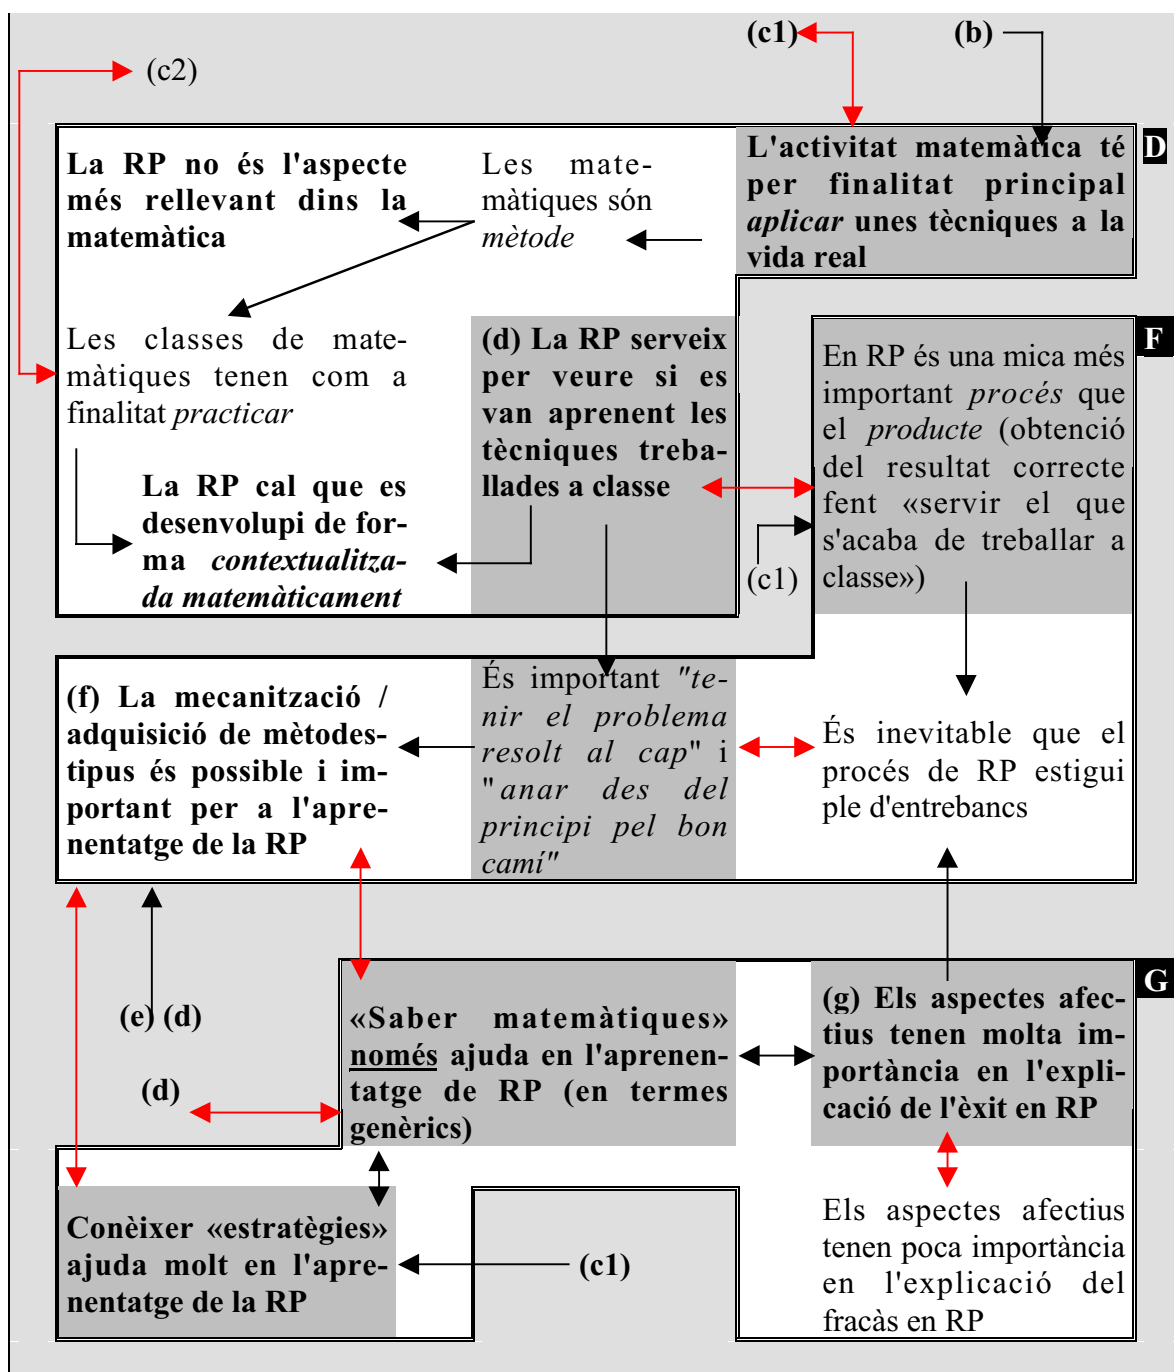 (c1)
(b)
(c2)
D
La RP no és l'aspecte
més rellevant dins la
matemàtica
Les mate-
màtiques són
mètode
L'activitat matemàtica té
per finalitat principal
aplicar unes tècniques a la
vida real
Les classes de mate-
màtiques tenen com a
finalitat practicar
(d) La RP serveix
per veure si es
van aprenent les
tècniques treba-
llades a classe
La RP cal que es
desenvolupi de for-
ma contextualitza-
da matemàticament
F
En RP és una mica més
important procés que
el producte (obtenció
del resultat correcte
fent «servir el que
s'acaba de treballar a
classe»)
(c1)
(f) La mecanització /
adquisició de mètodes-
tipus és possible i im-
portant per a l'apre-
nentatge de la RP
És important "te-
nir el problema
resolt al cap" i
"anar des del
principi pel bon
camí"
És inevitable que el
procés de RP estigui
ple d'entrebancs
(e) (d)
(d)
G
«Saber matemàtiques»
només ajuda en l'aprenen-
tatge de RP (en termes
genèrics)
(g) Els aspectes afec-
tius tenen molta im-
portància en l'expli-
cació de l'èxit en RP
Conèixer «estratègies»
ajuda molt en l'apre-
nentatge de la RP
(c1)
Els aspectes afectius
tenen poca importància
en l'explicació del
fracàs en RP